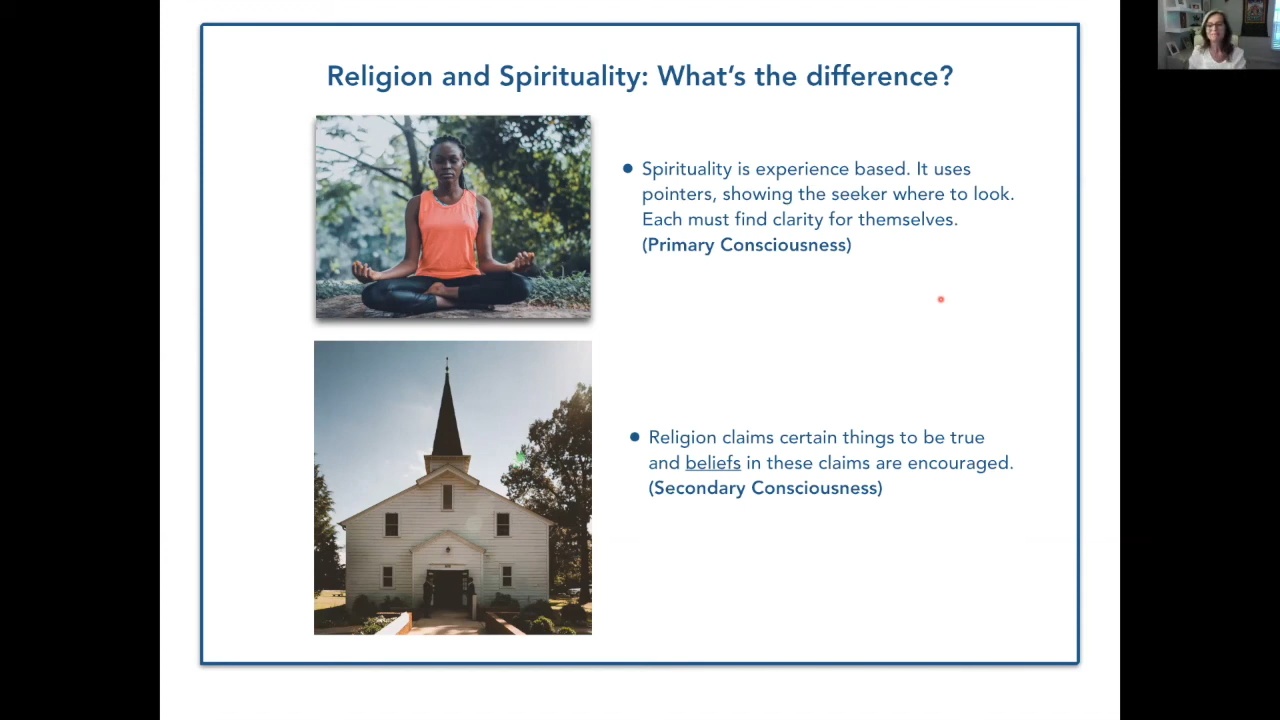 Religion and Spirituality: What's the difference?
• Spirituality is experience based. It uses
pointers, showing the seeker where to look.
Each must find clarity for themselves.
(Primary Consciousness)
• Religion claims certain things to be true
and beliefs in these claims are encouraged.
(Secondary Consciousness)